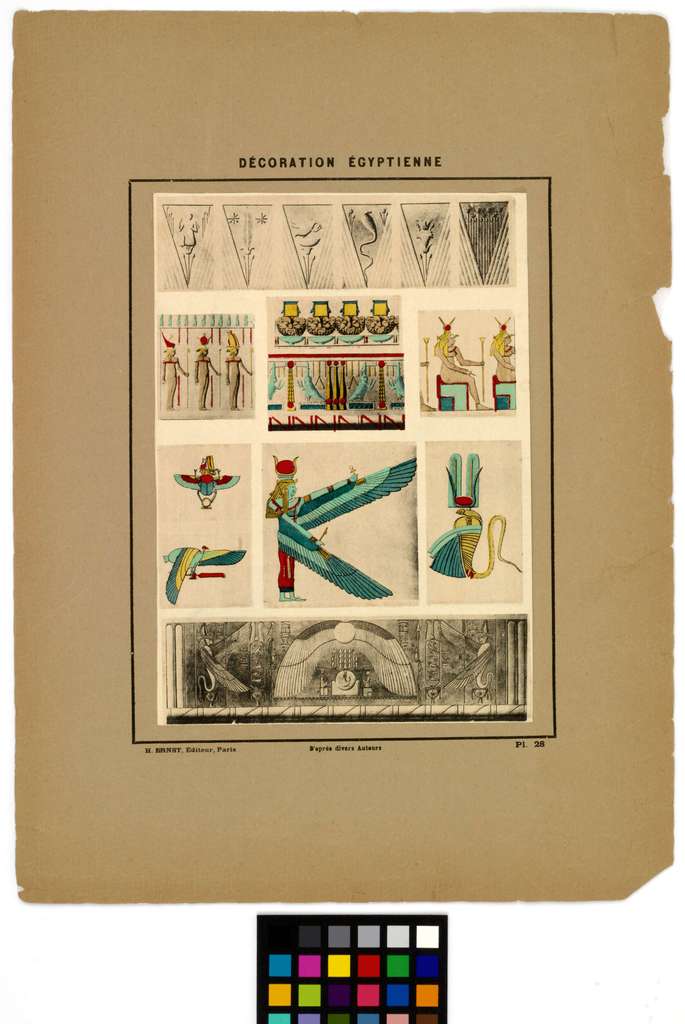 DÉCORATION ÉGYPTIENNE
H. ERNST, Éditeur, Paris
D'après divers Auteurs
Pl. 28